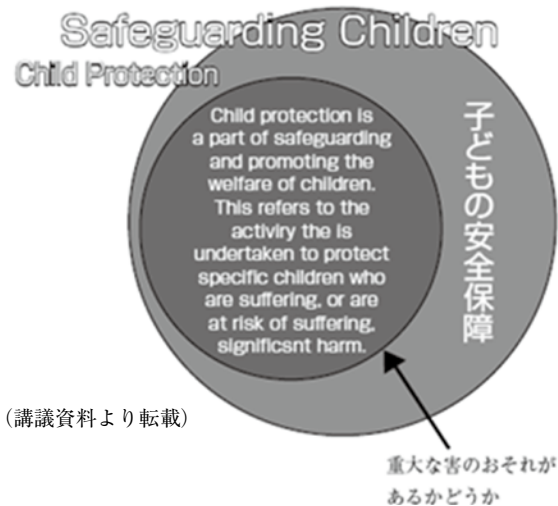 Safeguarding Children
Child Protection
Child protection is
a part of safeguarding
and promoting the
welfare of children.
This refers to the
activiry the is
undertaken to protect
specific children who
are suffering, or are
at risk of suffering,
significsnt harm.
子どもの安全保障
(講議資料より転載)
重大な害のおそれが
あるかどうか